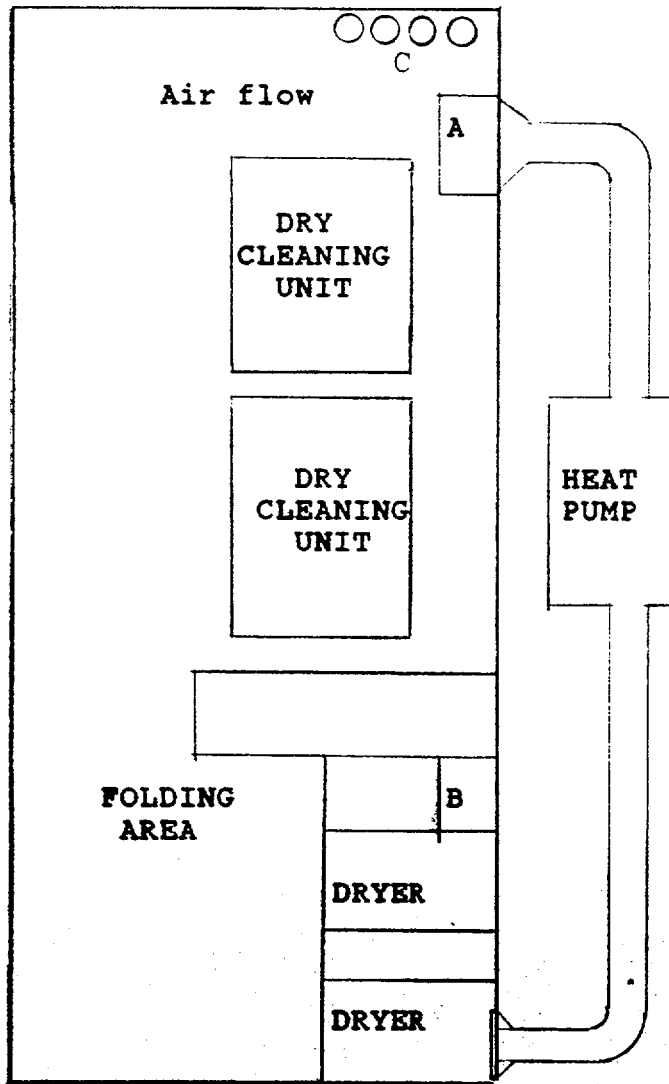 C
Air flow
A
DRY
CLEANING
UNIT
DRY
CLEANING
UNIT
HEAT
PUMP
FOLDING
AREA
B
DRYER
DRYER